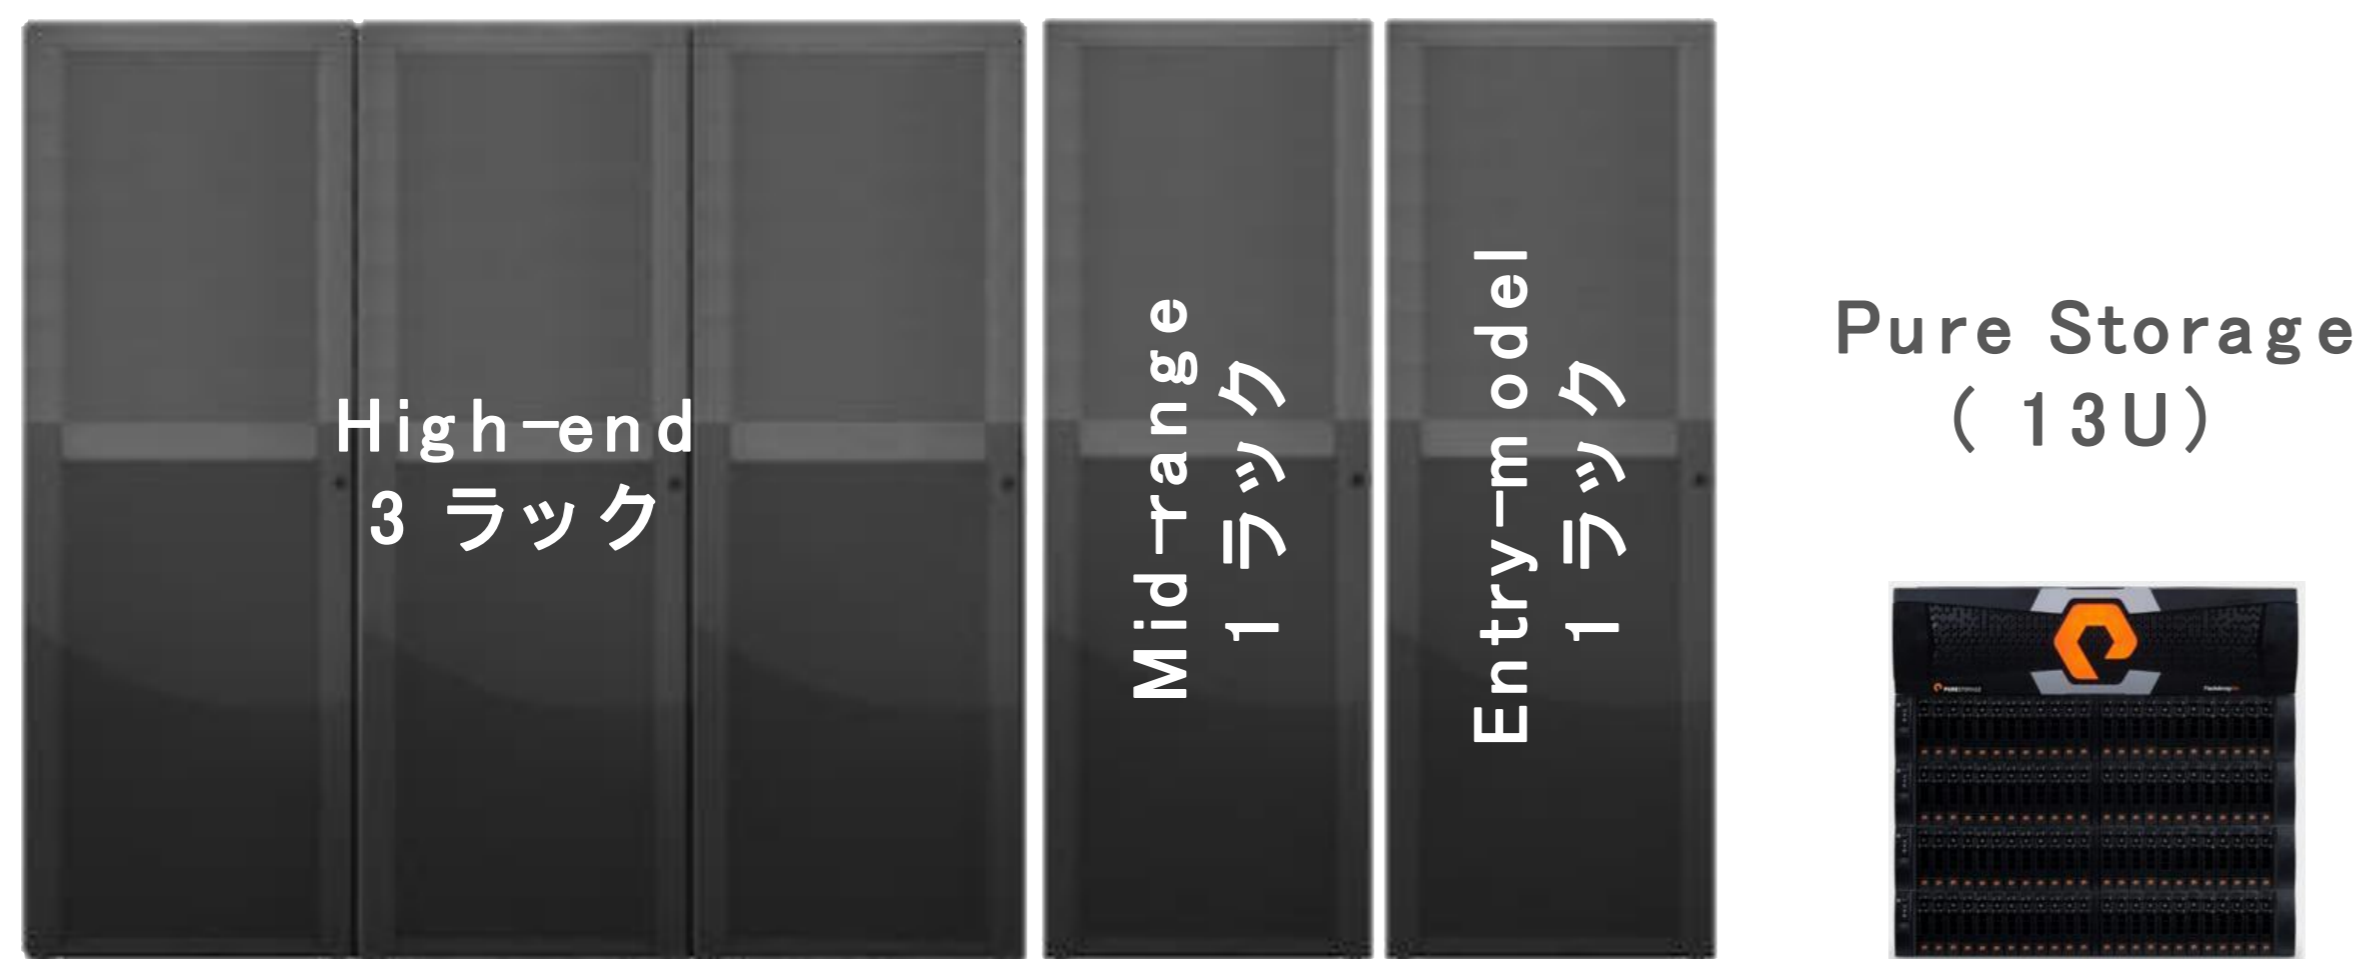 High-end
3 ラック
Mid-range
1 ラック
Entry-model
1 ラック
Pure Storage
( 13U)
PURESTORAGE